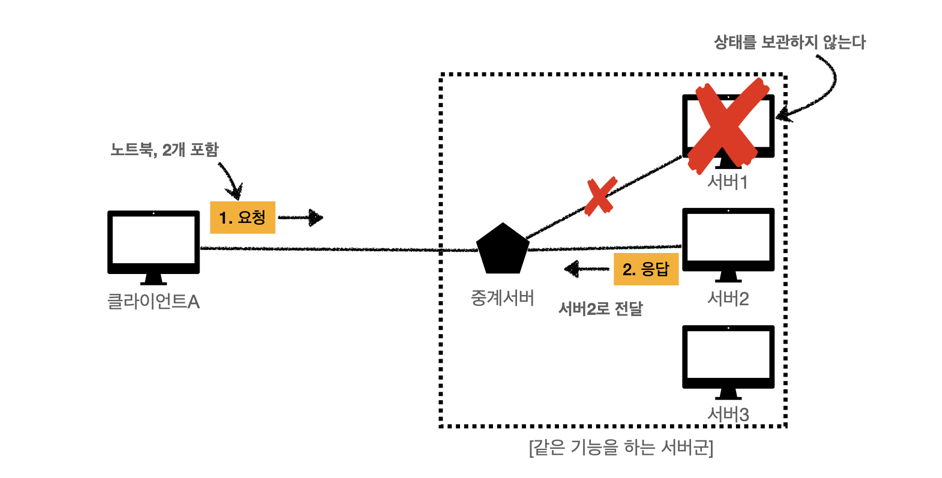 상태를 보관하지 않는다
노트북, 2개 포함
1. 요청
서버1
클라이언트A
중계서버
2. 응답
서버2로 전달
서버2
서버3
[같은 기능을 하는 서버군]